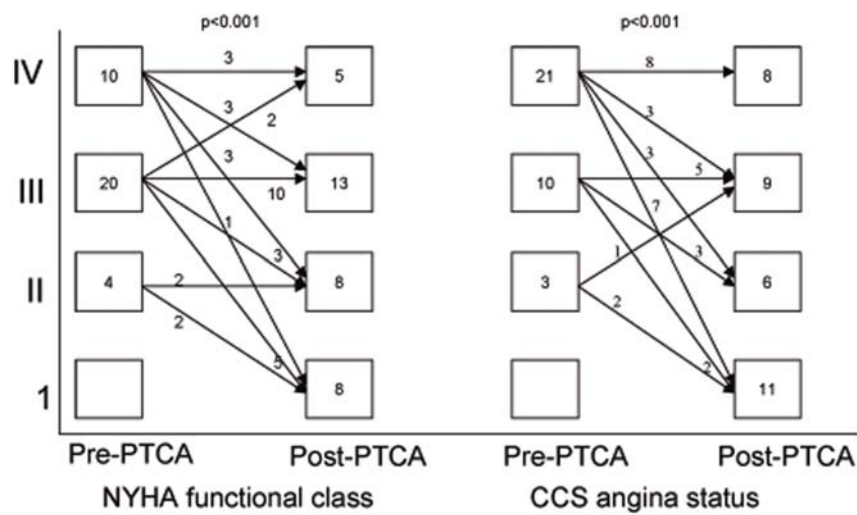 p<0.001 p<0.001
IV 10 3 5 21 8 8
3 2 3
3 3
III 20 10 13 10 5 9
1 7
3 1 3
II 4 2 8 3 6
2 2
5 2
1 8 11
Pre-PTCA Post-PTCA Pre-PTCA Post-PTCA
NYHA functional class CCS angina status